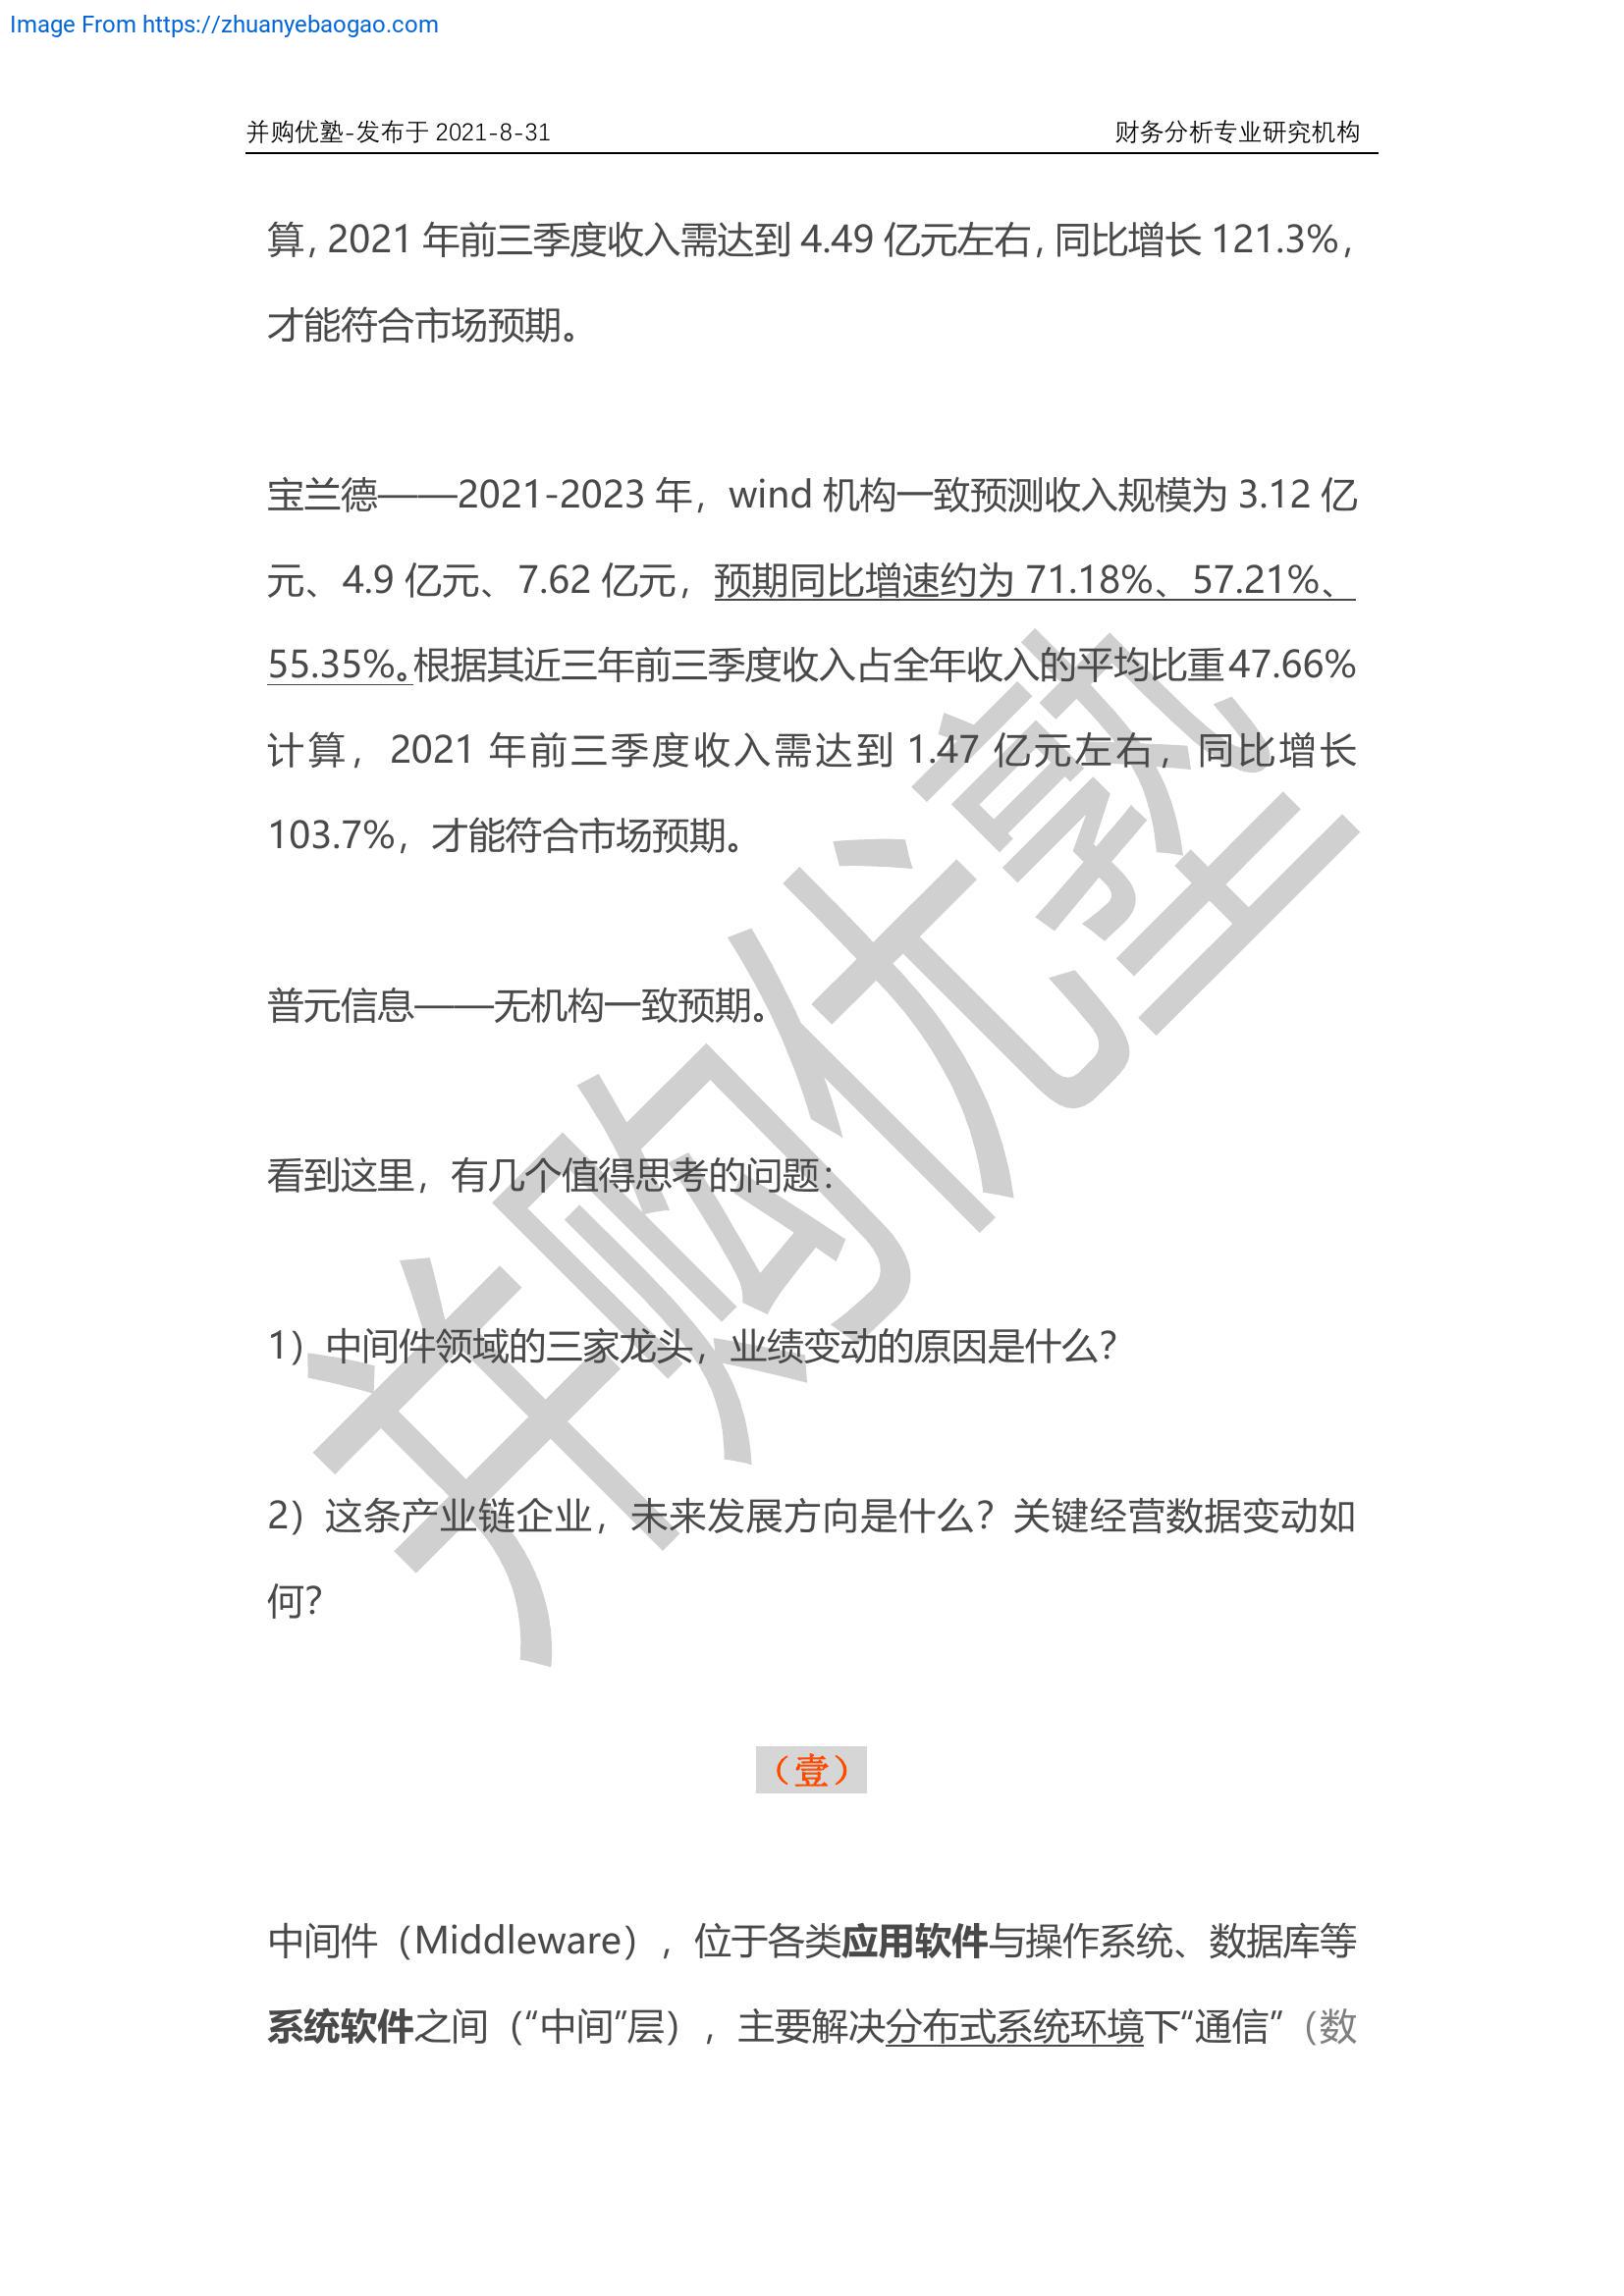 Image From https://zhuanyebaogao.com
并购优塾-发布于 2021-8-31 财务分析专业研究机构
算，2021 年前三季度收入需达到 4.49 亿元左右，同比增长 121.3%，
才能符合市场预期。
宝兰德——2021-2023 年，wind 机构一致预测收入规模为 3.12 亿
元、4.9 亿元、7.62 亿元，预期同比增速约为 71.18%、57.21%、
55.35%。根据其近三年前三季度收入占全年收入的平均比重 47.66%
计算，2021 年前三季度收入需达到 1.47 亿元左右，同比增长
103.7%，才能符合市场预期。
普元信息——无机构一致预期。
看到这里，有几个值得思考的问题：
1）中间件领域的三家龙头，业绩变动的原因是什么？
2）这条产业链企业，未来发展方向是什么？关键经营数据变动如
何？
（壹）
中间件（Middleware），位于各类应用软件与操作系统、数据库等
系统软件之间（“中间”层），主要解决分布式系统环境下“通信”（数
并购优塾